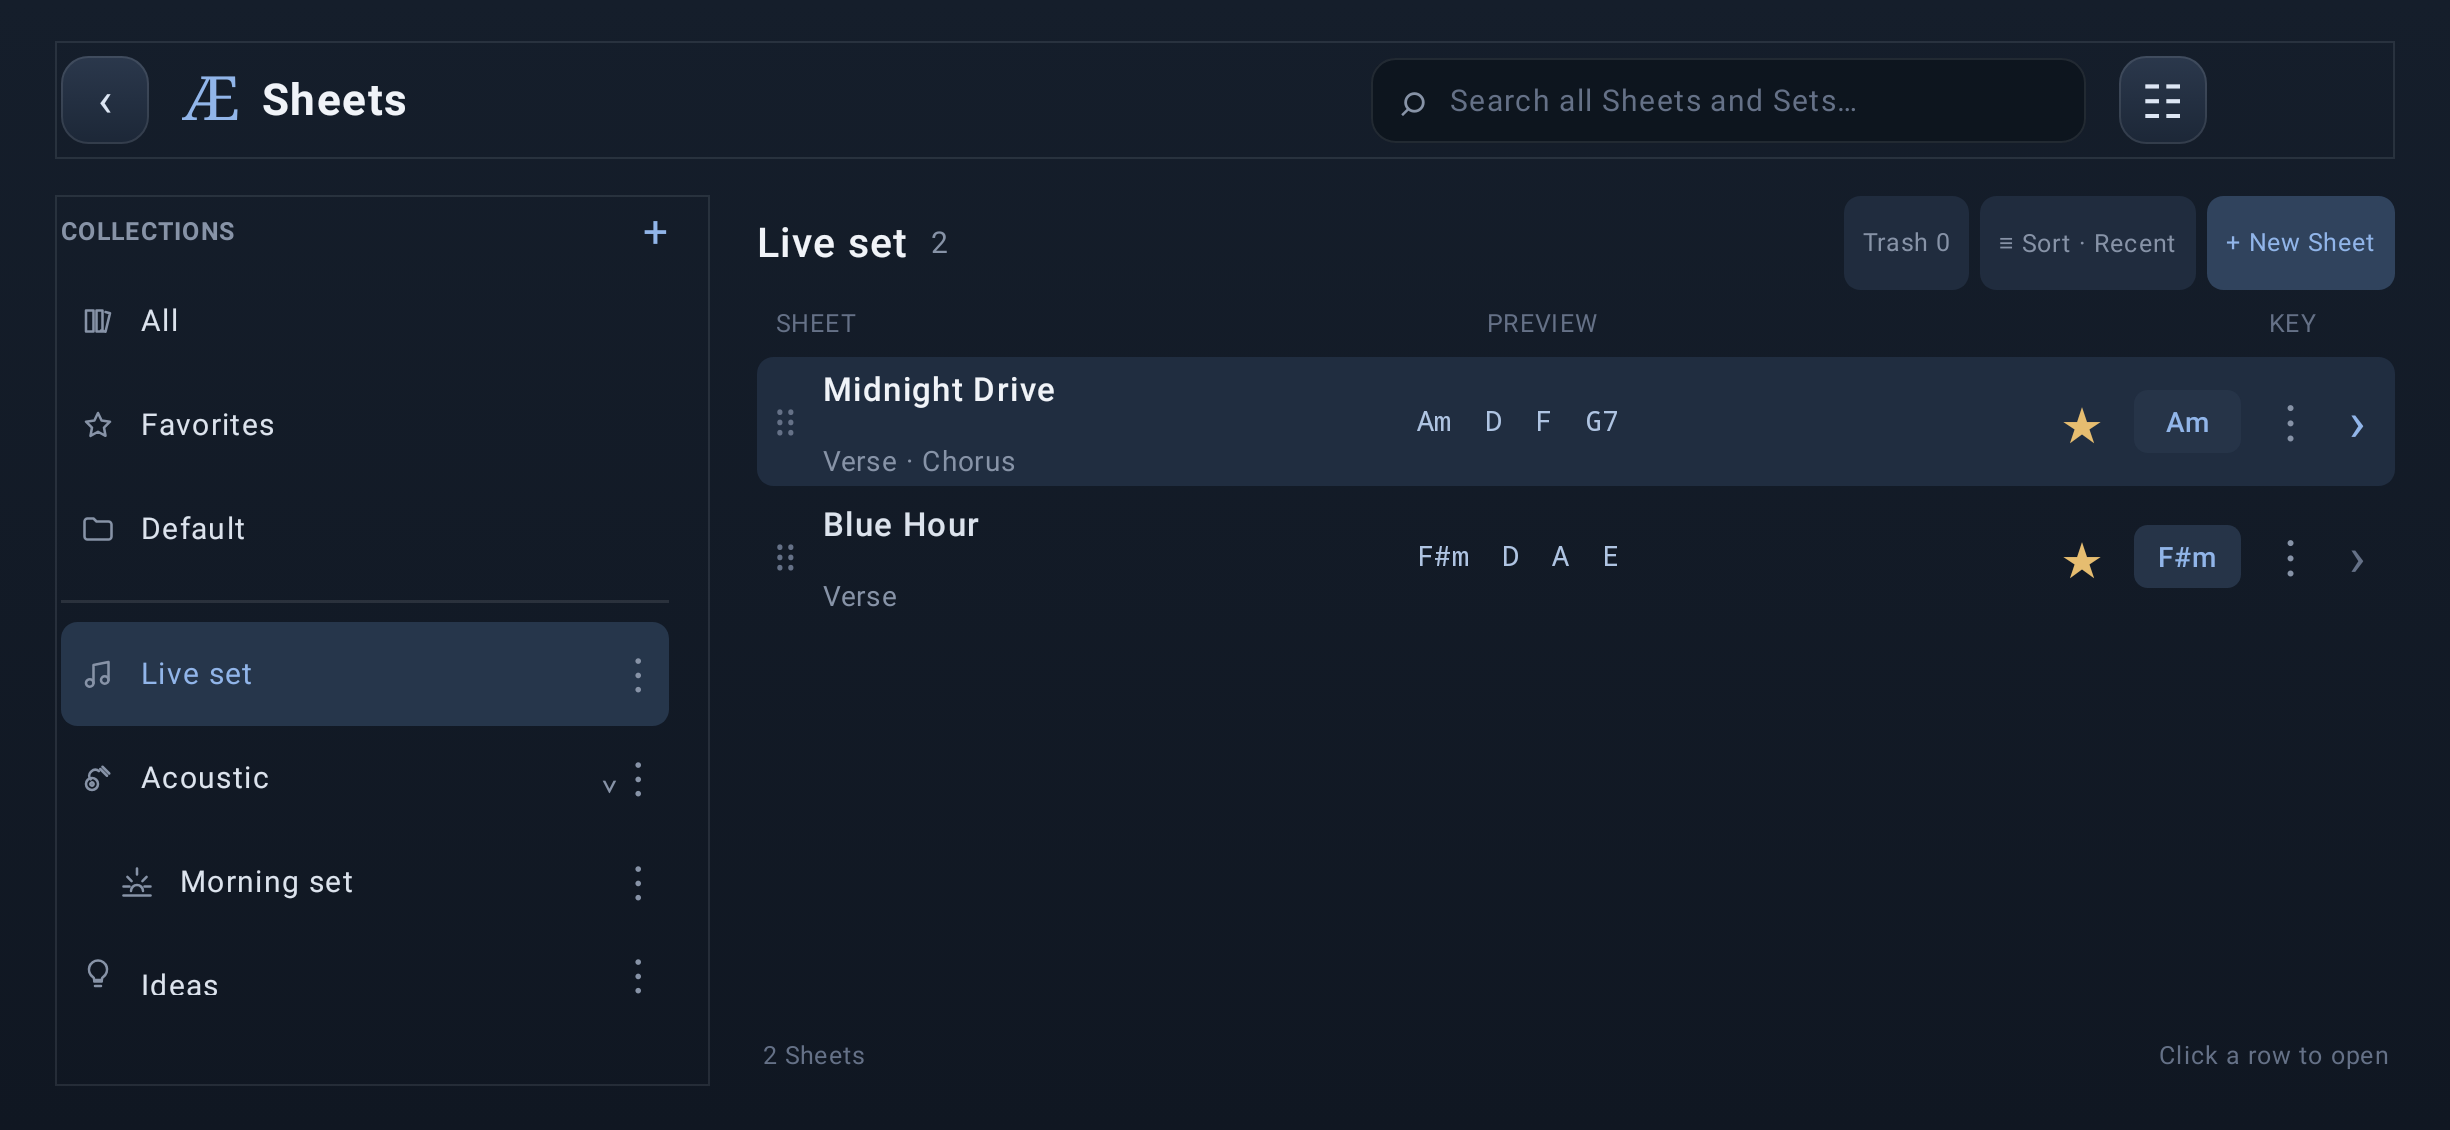 ‹ Æ Sheets
Search all Sheets and Sets…
COLLECTIONS +
All
Favorites
Default
Live set
Acoustic
Morning set
Ideas
Live set 2
Trash 0
≡ Sort · Recent
+ New Sheet
SHEET PREVIEW KEY
Midnight Drive
Verse · Chorus
Am D F G7
★ Am ⋮ ›
Blue Hour
Verse
F#m D A E
★ F#m ⋮ ›
2 Sheets
Click a row to open